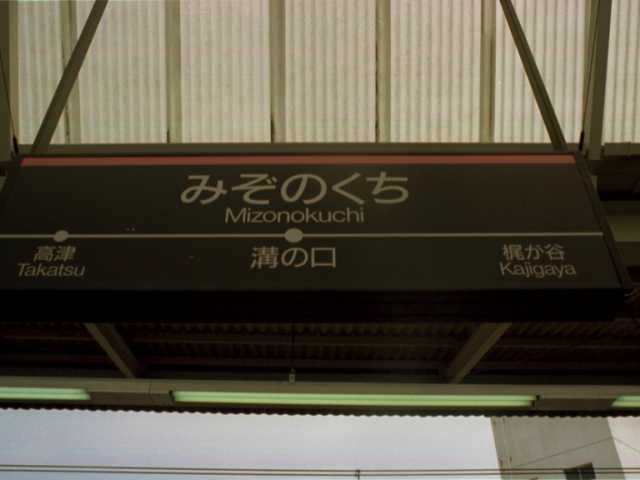 みぞのくち
Mizonokuchi
高津
Takatsu
溝の口
梶が谷
Kajigaya